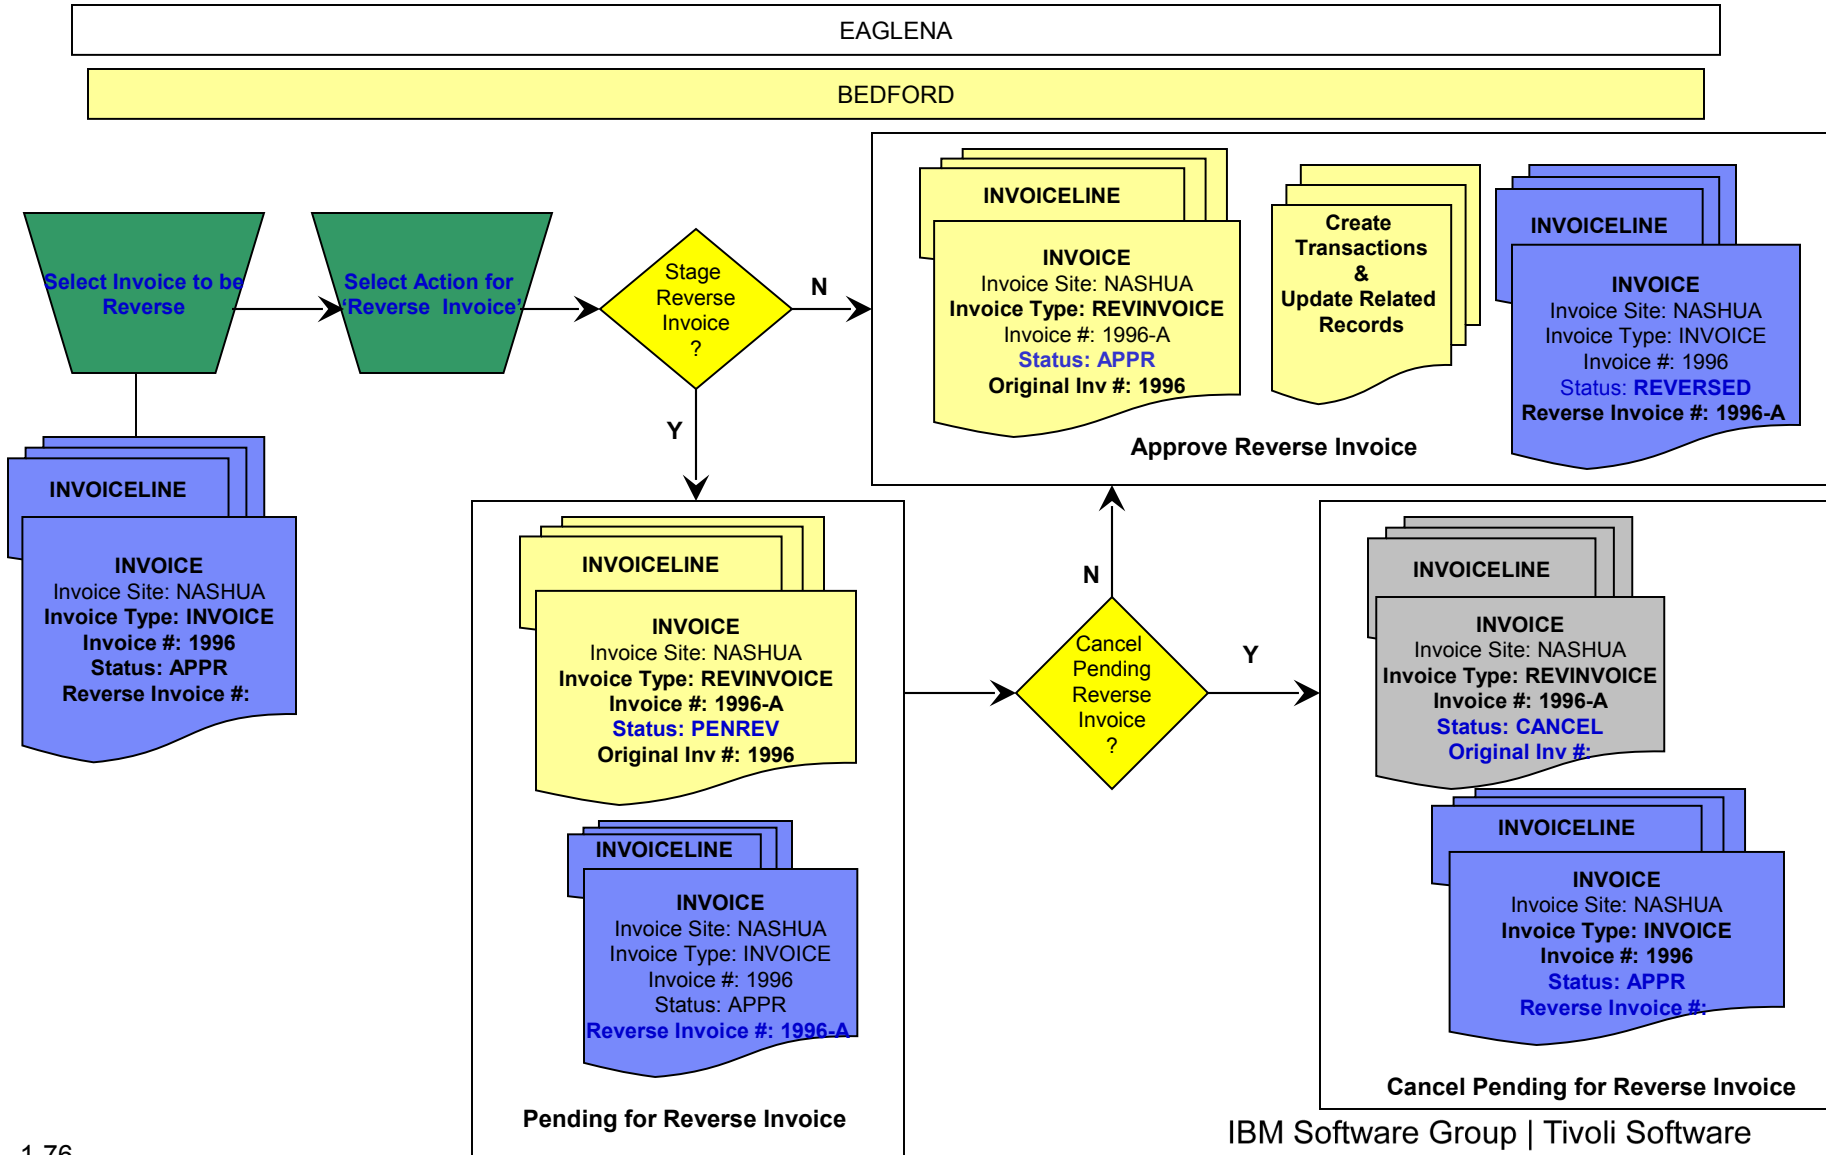 EAGLENA
BEDFORD
Select Invoice to be
Reverse
Select Action for
‘Reverse Invoice’
Stage
Reverse
Invoice
?
N
Y
INVOICELINE
INVOICE
Invoice Site: NASHUA
Invoice Type: REVINVOICE
Invoice #: 1996-A
Status: APPR
Original Inv #: 1996
Create
Transactions
&
Update Related
Records
INVOICELINE
INVOICE
Invoice Site: NASHUA
Invoice Type: INVOICE
Invoice #: 1996
Status: REVERSED
Reverse Invoice #: 1996-A
Approve Reverse Invoice
INVOICELINE
INVOICE
Invoice Site: NASHUA
Invoice Type: INVOICE
Invoice #: 1996
Status: APPR
Reverse Invoice #:
INVOICELINE
INVOICE
Invoice Site: NASHUA
Invoice Type: REVINVOICE
Invoice #: 1996-A
Status: PENREV
Original Inv #: 1996
INVOICELINE
INVOICE
Invoice Site: NASHUA
Invoice Type: INVOICE
Invoice #: 1996
Status: APPR
Reverse Invoice #: 1996-A
Pending for Reverse Invoice
N
Cancel
Pending
Reverse
Invoice
?
Y
INVOICELINE
INVOICE
Invoice Site: NASHUA
Invoice Type: REVINVOICE
Invoice #: 1996-A
Status: CANCEL
Original Inv #:
INVOICELINE
INVOICE
Invoice Site: NASHUA
Invoice Type: INVOICE
Invoice #: 1996
Status: APPR
Reverse Invoice #:
Cancel Pending for Reverse Invoice
IBM Software Group | Tivoli Software
1-76